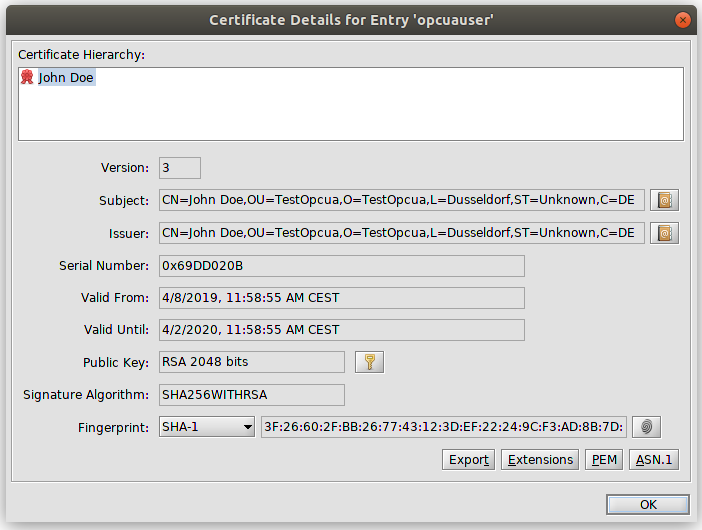 Certificate Details for Entry 'opcuauser'
Certificate Hierarchy:
John Doe
Version: 3
Subject: CN=John Doe,OU=TestOpcua,O=TestOpcua,L=Dusseldorf,ST=Unknown,C=DE
Issuer: CN=John Doe,OU=TestOpcua,O=TestOpcua,L=Dusseldorf,ST=Unknown,C=DE
Serial Number: 0x69DD020B
Valid From: 4/8/2019, 11:58:55 AM CEST
Valid Until: 4/2/2020, 11:58:55 AM CEST
Public Key: RSA 2048 bits
Signature Algorithm: SHA256WITHRSA
Fingerprint: SHA-1 3F:26:60:2F:BB:26:77:43:12:3D:EF:22:24:9C:F3:AD:8B:7D:
Export Extensions PEM ASN.1
OK